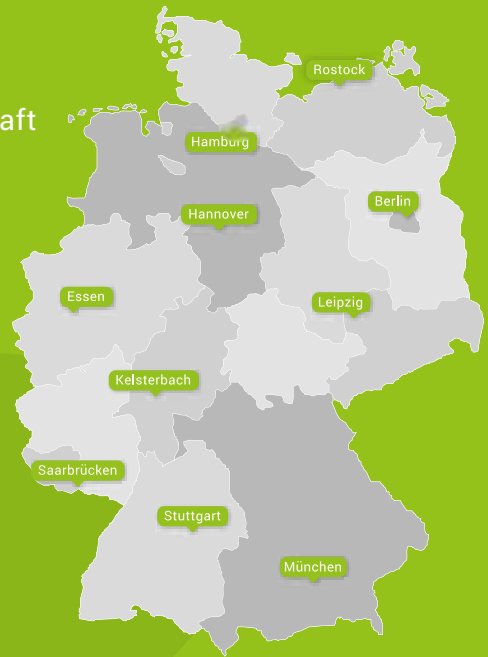 Rostock
aft
Hamburg
Berlin
Hannover
Essen
Leipzig
Kelsterbach
Saarbrücken
Stuttgart
München